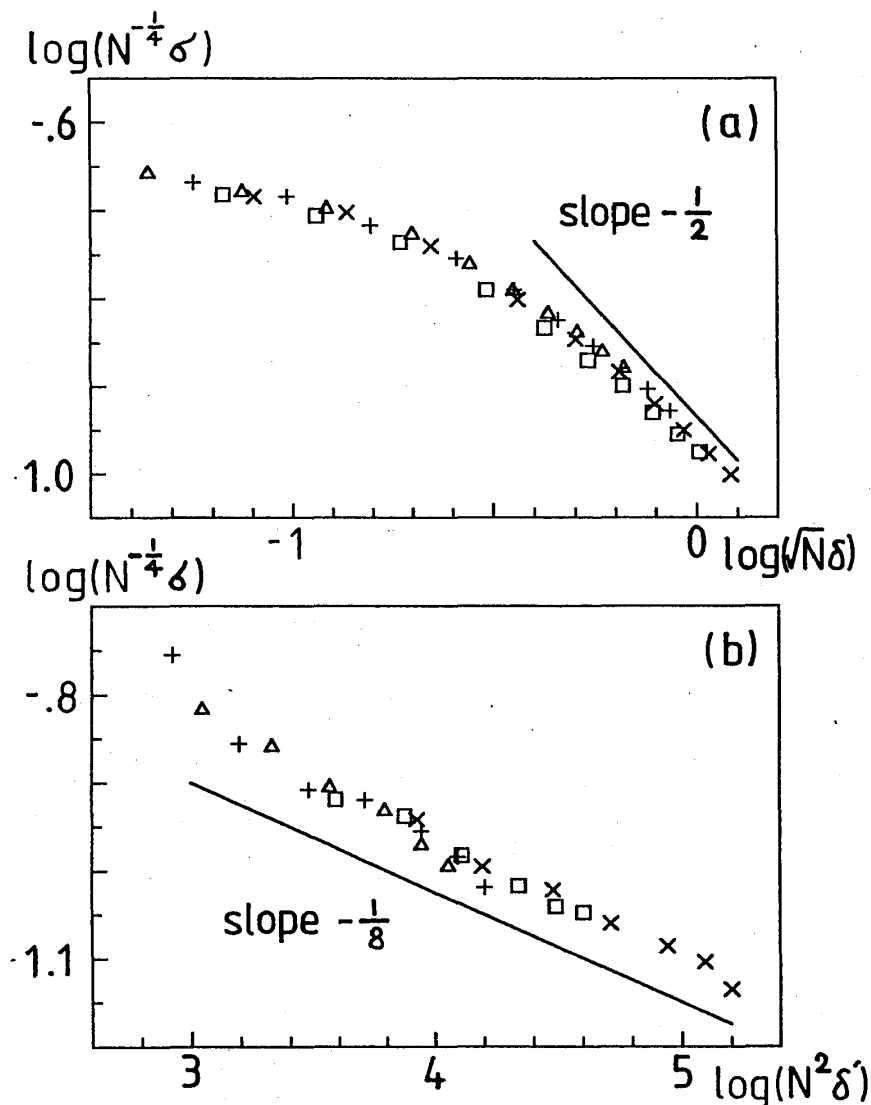 log(N^{-1/4} σ)
-.6
(a)
slope -1/2
1.0
-1
0
log(√N δ)
log(N^{-1/4} σ)
-.8
(b)
slope -1/8
1.1
3
4
5
log(N² δ')